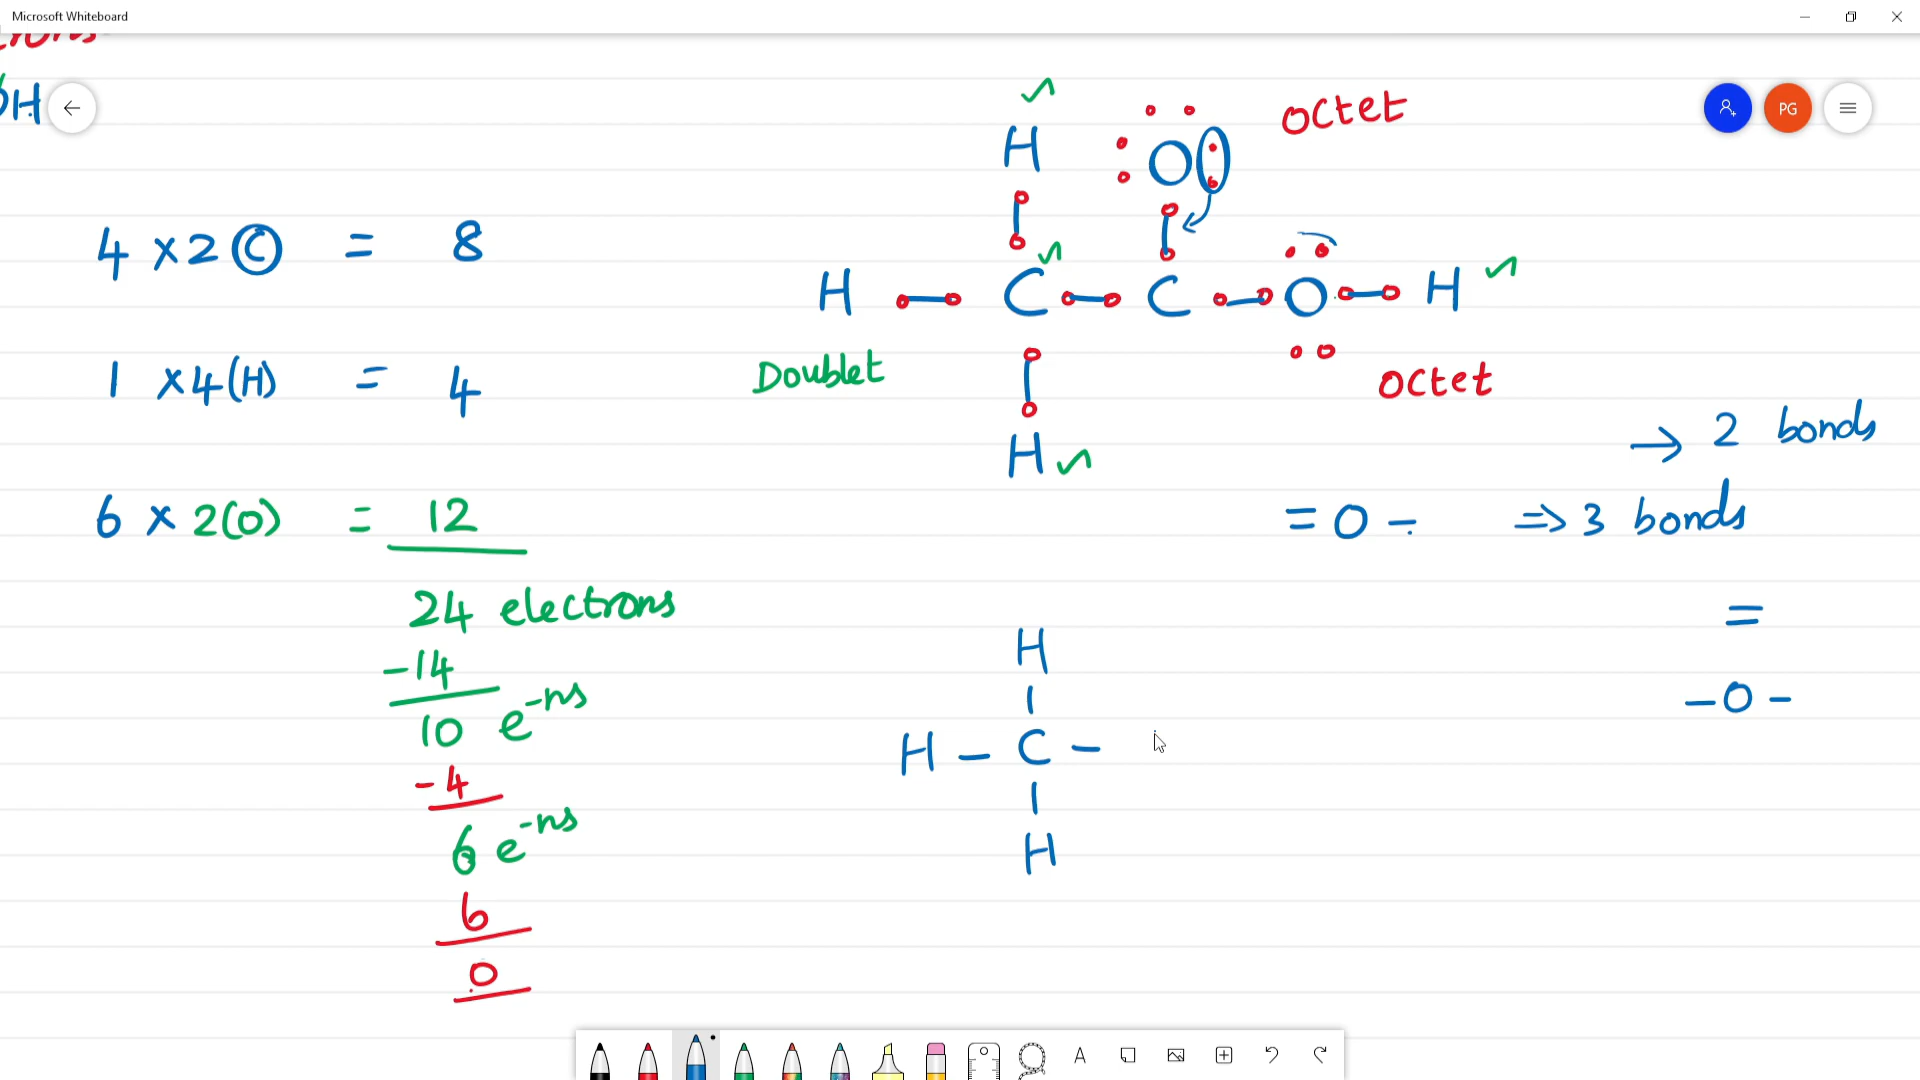 Microsoft Whiteboard
OH
PG
octet
H
O
4 × 2 © = 8
H C C O H
1 × 4(H) = 4
Doublet
octet
→ 2 bonds
H
6 × 2(O) = 12
= O - ⇒ 3 bonds
24 electrons
=
-14
H
10 e-ns
- O -
H - C -
-4
6 e-ns
H
6
0
A